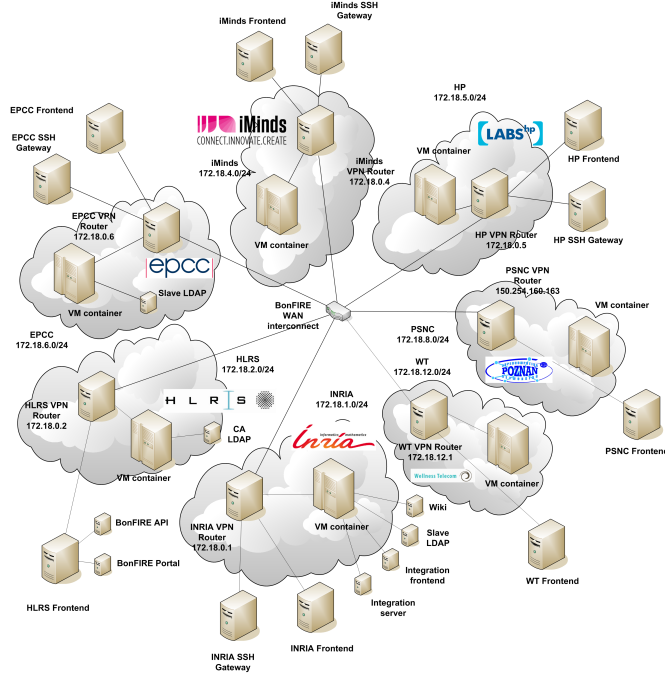 iMinds SSH
Gateway
iMinds Frontend
iMinds
CONNECT.INNOVATE.CREATE
iMinds
172.18.4.0/24
iMinds
VPN Router
172.18.0.4
VM container
HP
172.18.5.0/24
LABS hp
VM container
HP Frontend
HP VPN Router
172.18.0.5
HP SSH Gateway
EPCC Frontend
EPCC SSH
Gateway
EPCC VPN
Router
172.18.0.6
epcc
Slave LDAP
VM container
EPCC
172.18.6.0/24
BonFIRE
WAN
interconnect
PSNC VPN
Router
150.254.160.163
VM container
PSNC
172.18.8.0/24
POZNAŃ
PSNC Frontend
WT
172.18.12.0/24
WT VPN Router
172.18.12.1
Wellness Telecom
VM container
WT Frontend
HLRS
172.18.2.0/24
HLRS VPN
Router
172.18.0.2
H L R I S
CA
LDAP
VM container
BonFIRE API
BonFIRE Portal
HLRS Frontend
INRIA
172.18.1.0/24
informatics mathematics
inria
INRIA VPN
Router
172.18.0.1
VM container
Wiki
Slave
LDAP
Integration
frontend
Integration
server
INRIA SSH
Gateway
INRIA Frontend